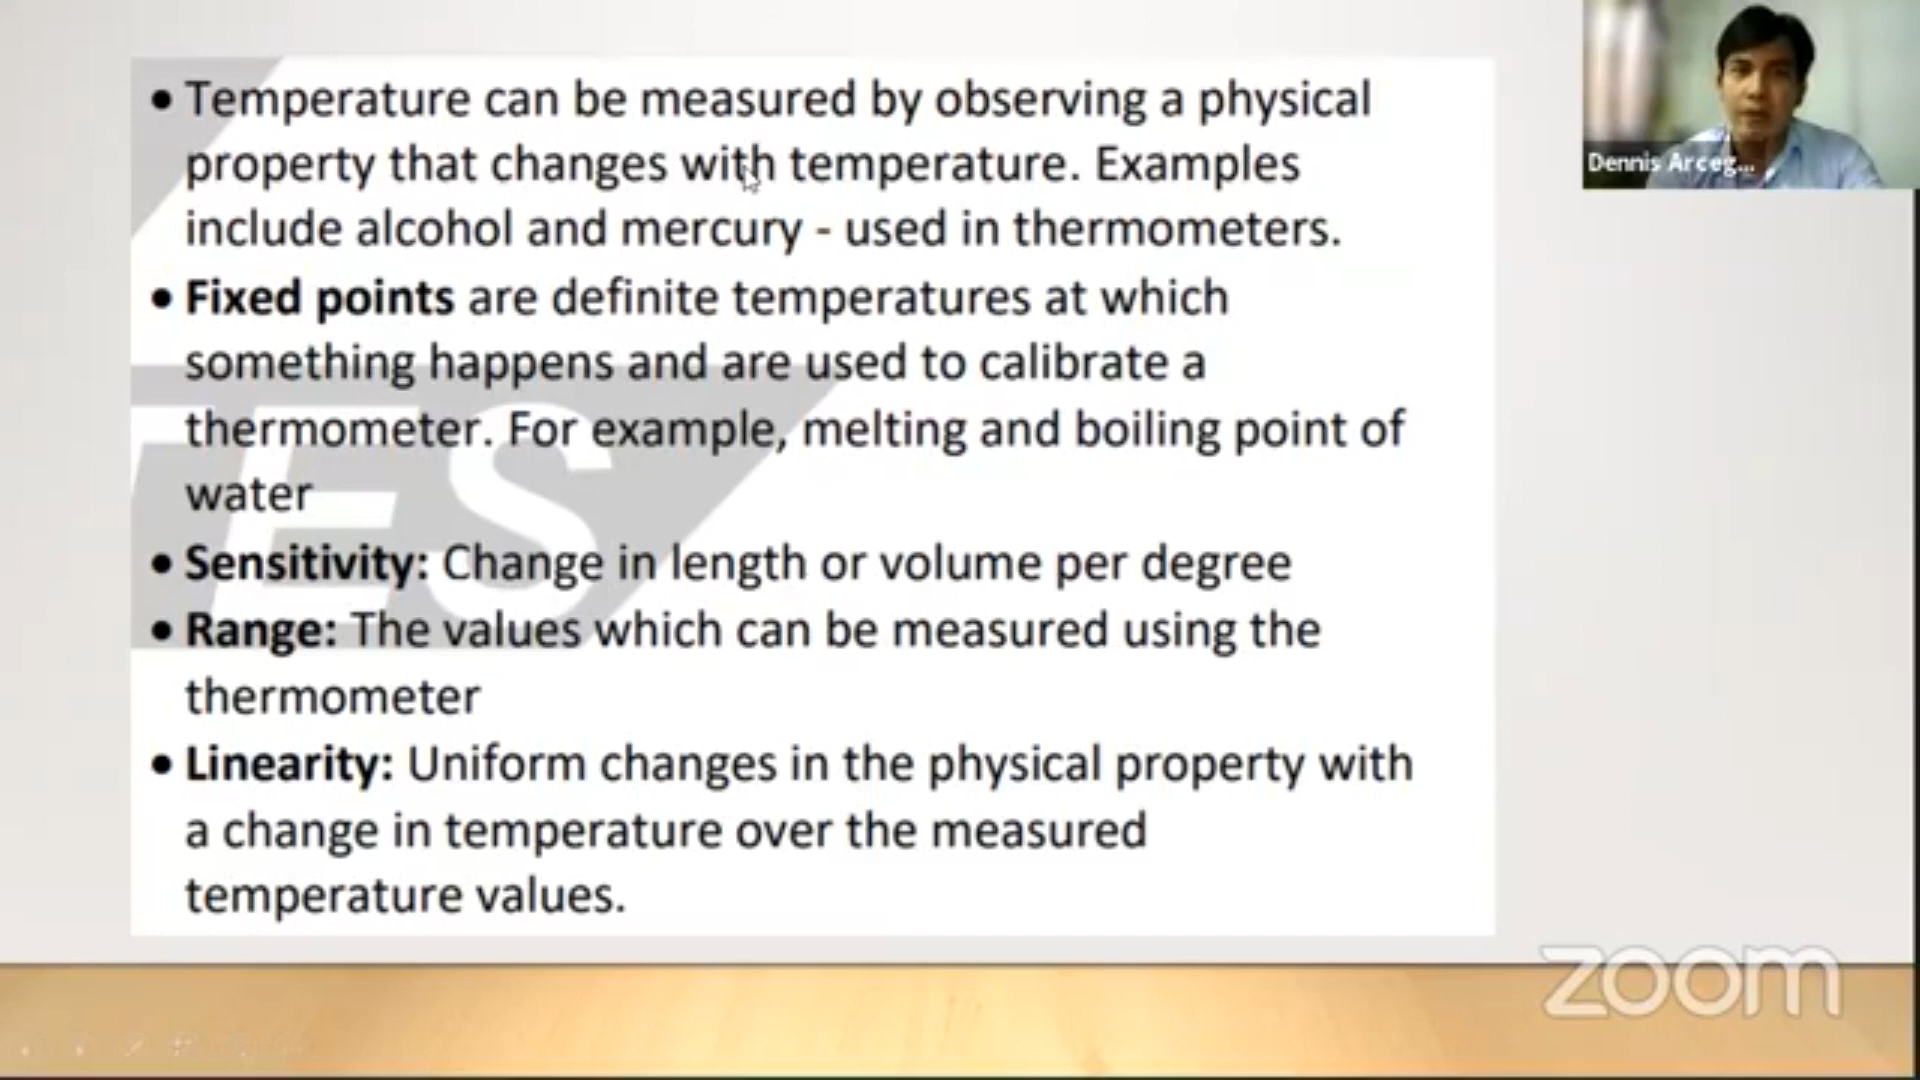 • Temperature can be measured by observing a physical
property that changes with temperature. Examples
include alcohol and mercury - used in thermometers.
• Fixed points are definite temperatures at which
something happens and are used to calibrate a
thermometer. For example, melting and boiling point of
water
• Sensitivity: Change in length or volume per degree
• Range: The values which can be measured using the
thermometer
• Linearity: Uniform changes in the physical property with
a change in temperature over the measured
temperature values.
TES
Dennis Arceg...
zoom